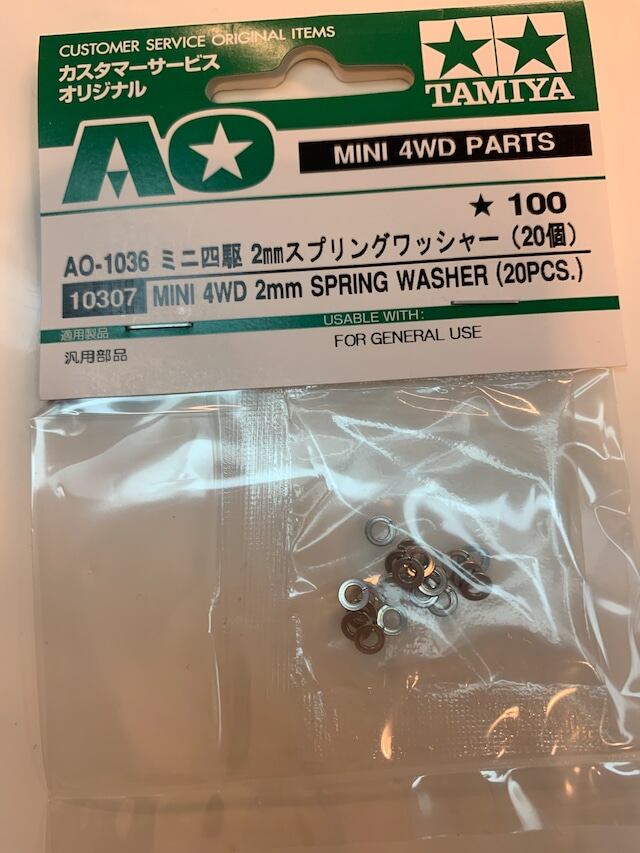 CUSTOMER SERVICE ORIGINAL ITEMS
カスタマーサービス
オリジナル
TAMIYA
AO
MINI 4WD PARTS
★ 100
AO-1036 ミニ四駆 2mmスプリングワッシャー (20個)
10307 MINI 4WD 2mm SPRING WASHER (20PCS.)
適用製品
USABLE WITH:
汎用部品
FOR GENERAL USE